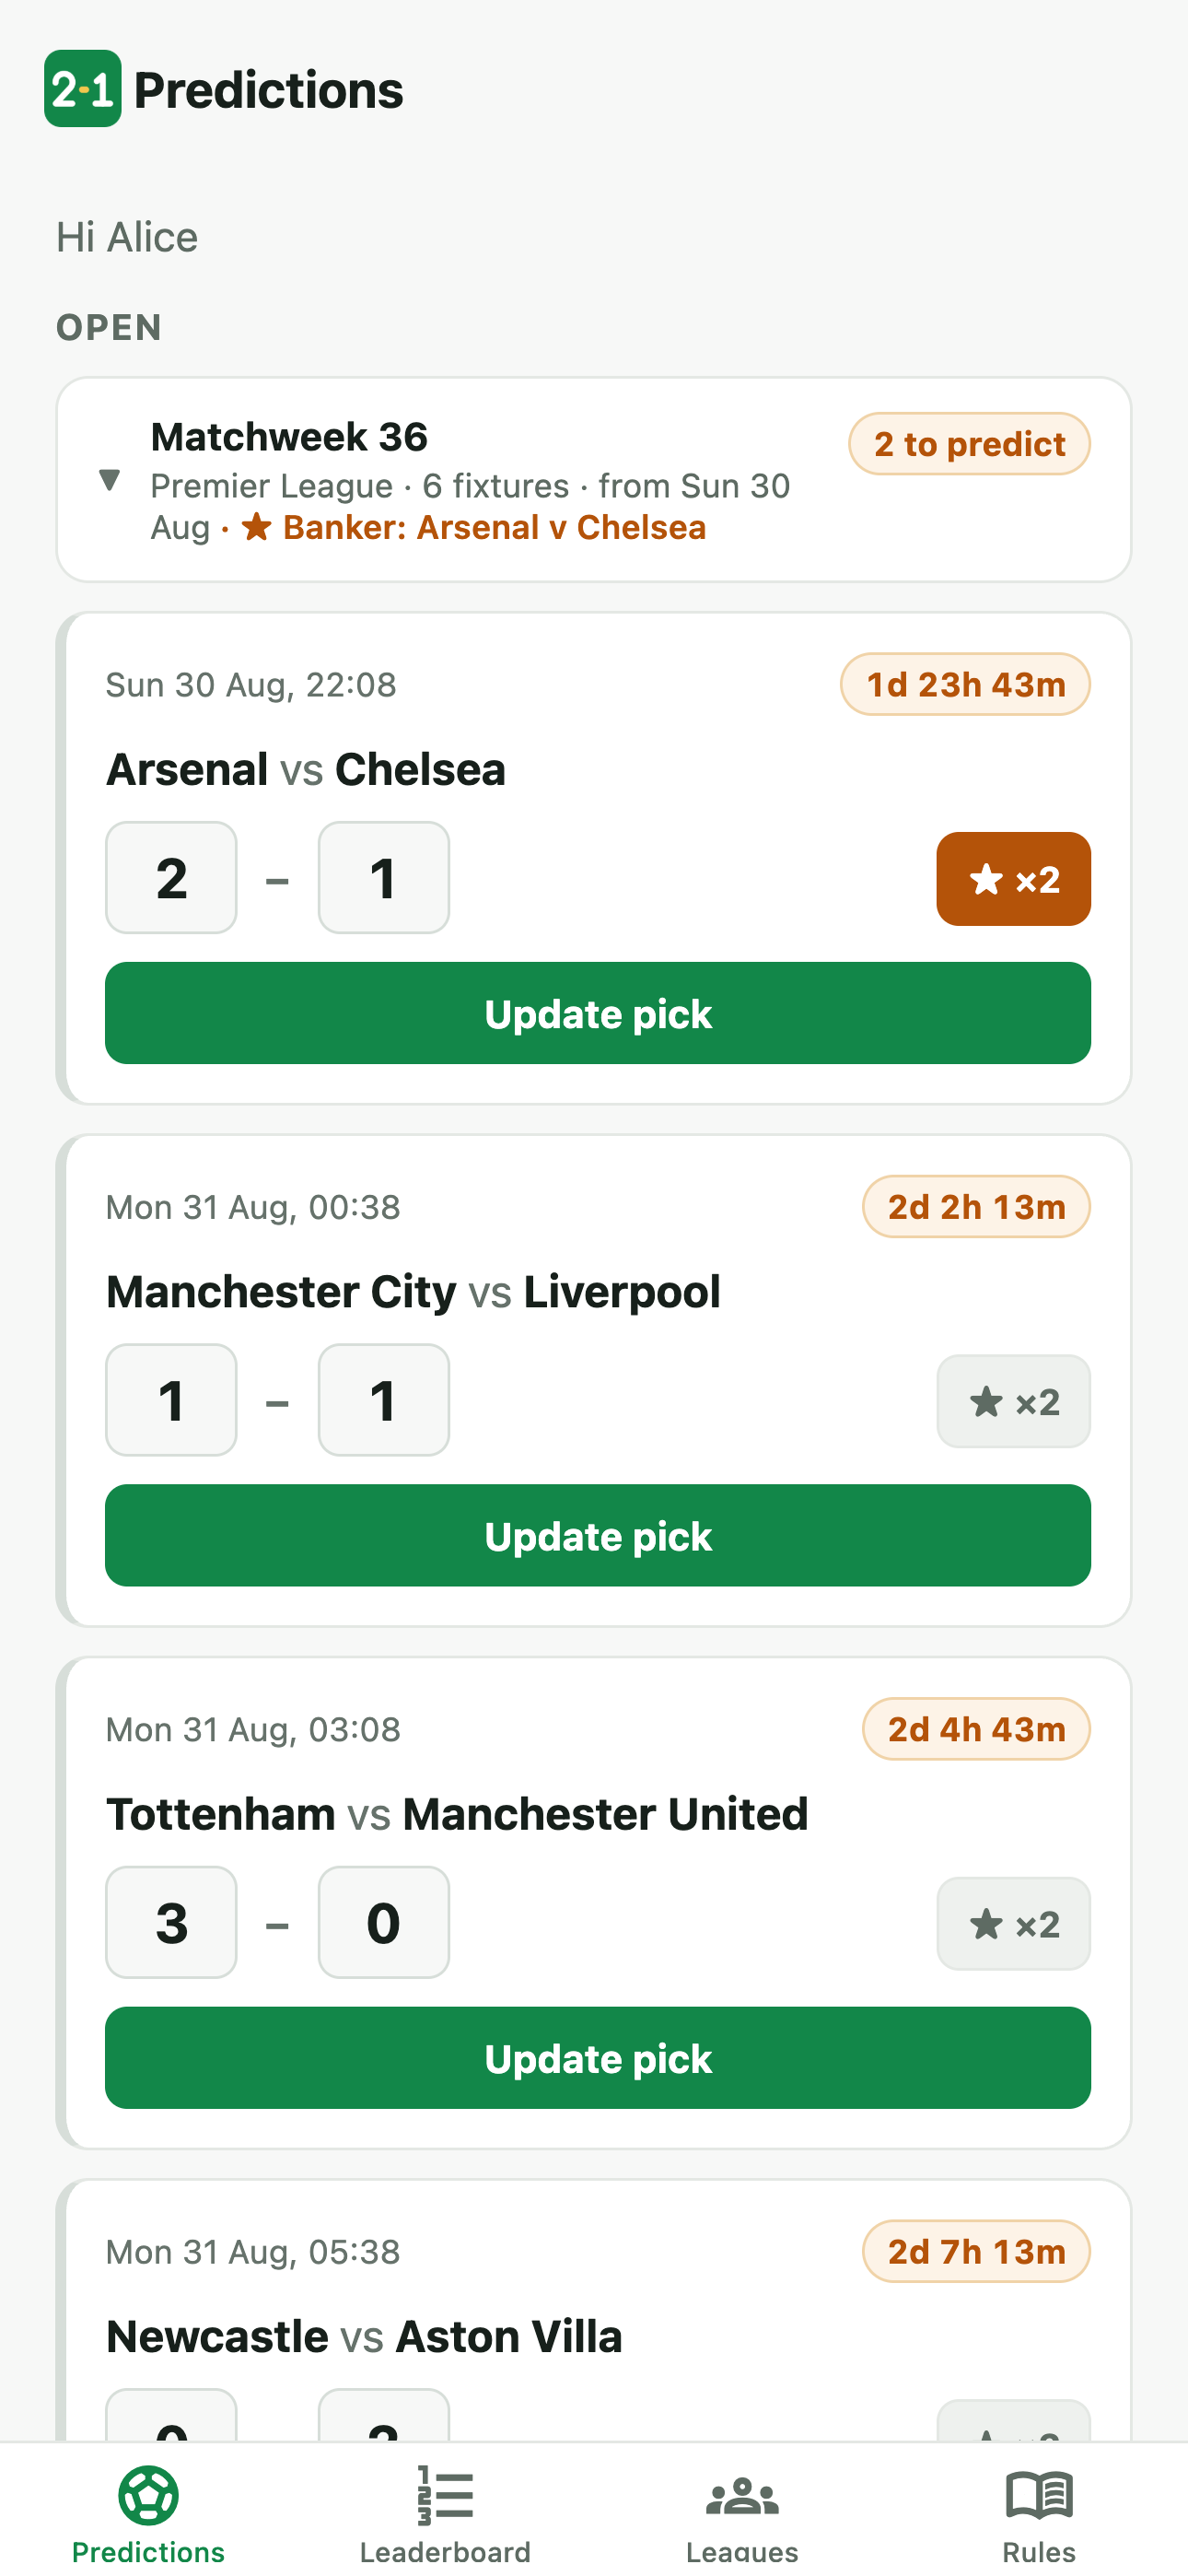 2-1 Predictions
Hi Alice
OPEN
Matchweek 36
2 to predict
Premier League · 6 fixtures · from Sun 30
Aug · ★ Banker: Arsenal v Chelsea
Sun 30 Aug, 22:08
1d 23h 43m
Arsenal vs Chelsea
2 - 1
★ ×2
Update pick
Mon 31 Aug, 00:38
2d 2h 13m
Manchester City vs Liverpool
1 - 1
★ ×2
Update pick
Mon 31 Aug, 03:08
2d 4h 43m
Tottenham vs Manchester United
3 - 0
★ ×2
Update pick
Mon 31 Aug, 05:38
2d 7h 13m
Newcastle vs Aston Villa
Predictions
Leaderboard
Leagues
Rules